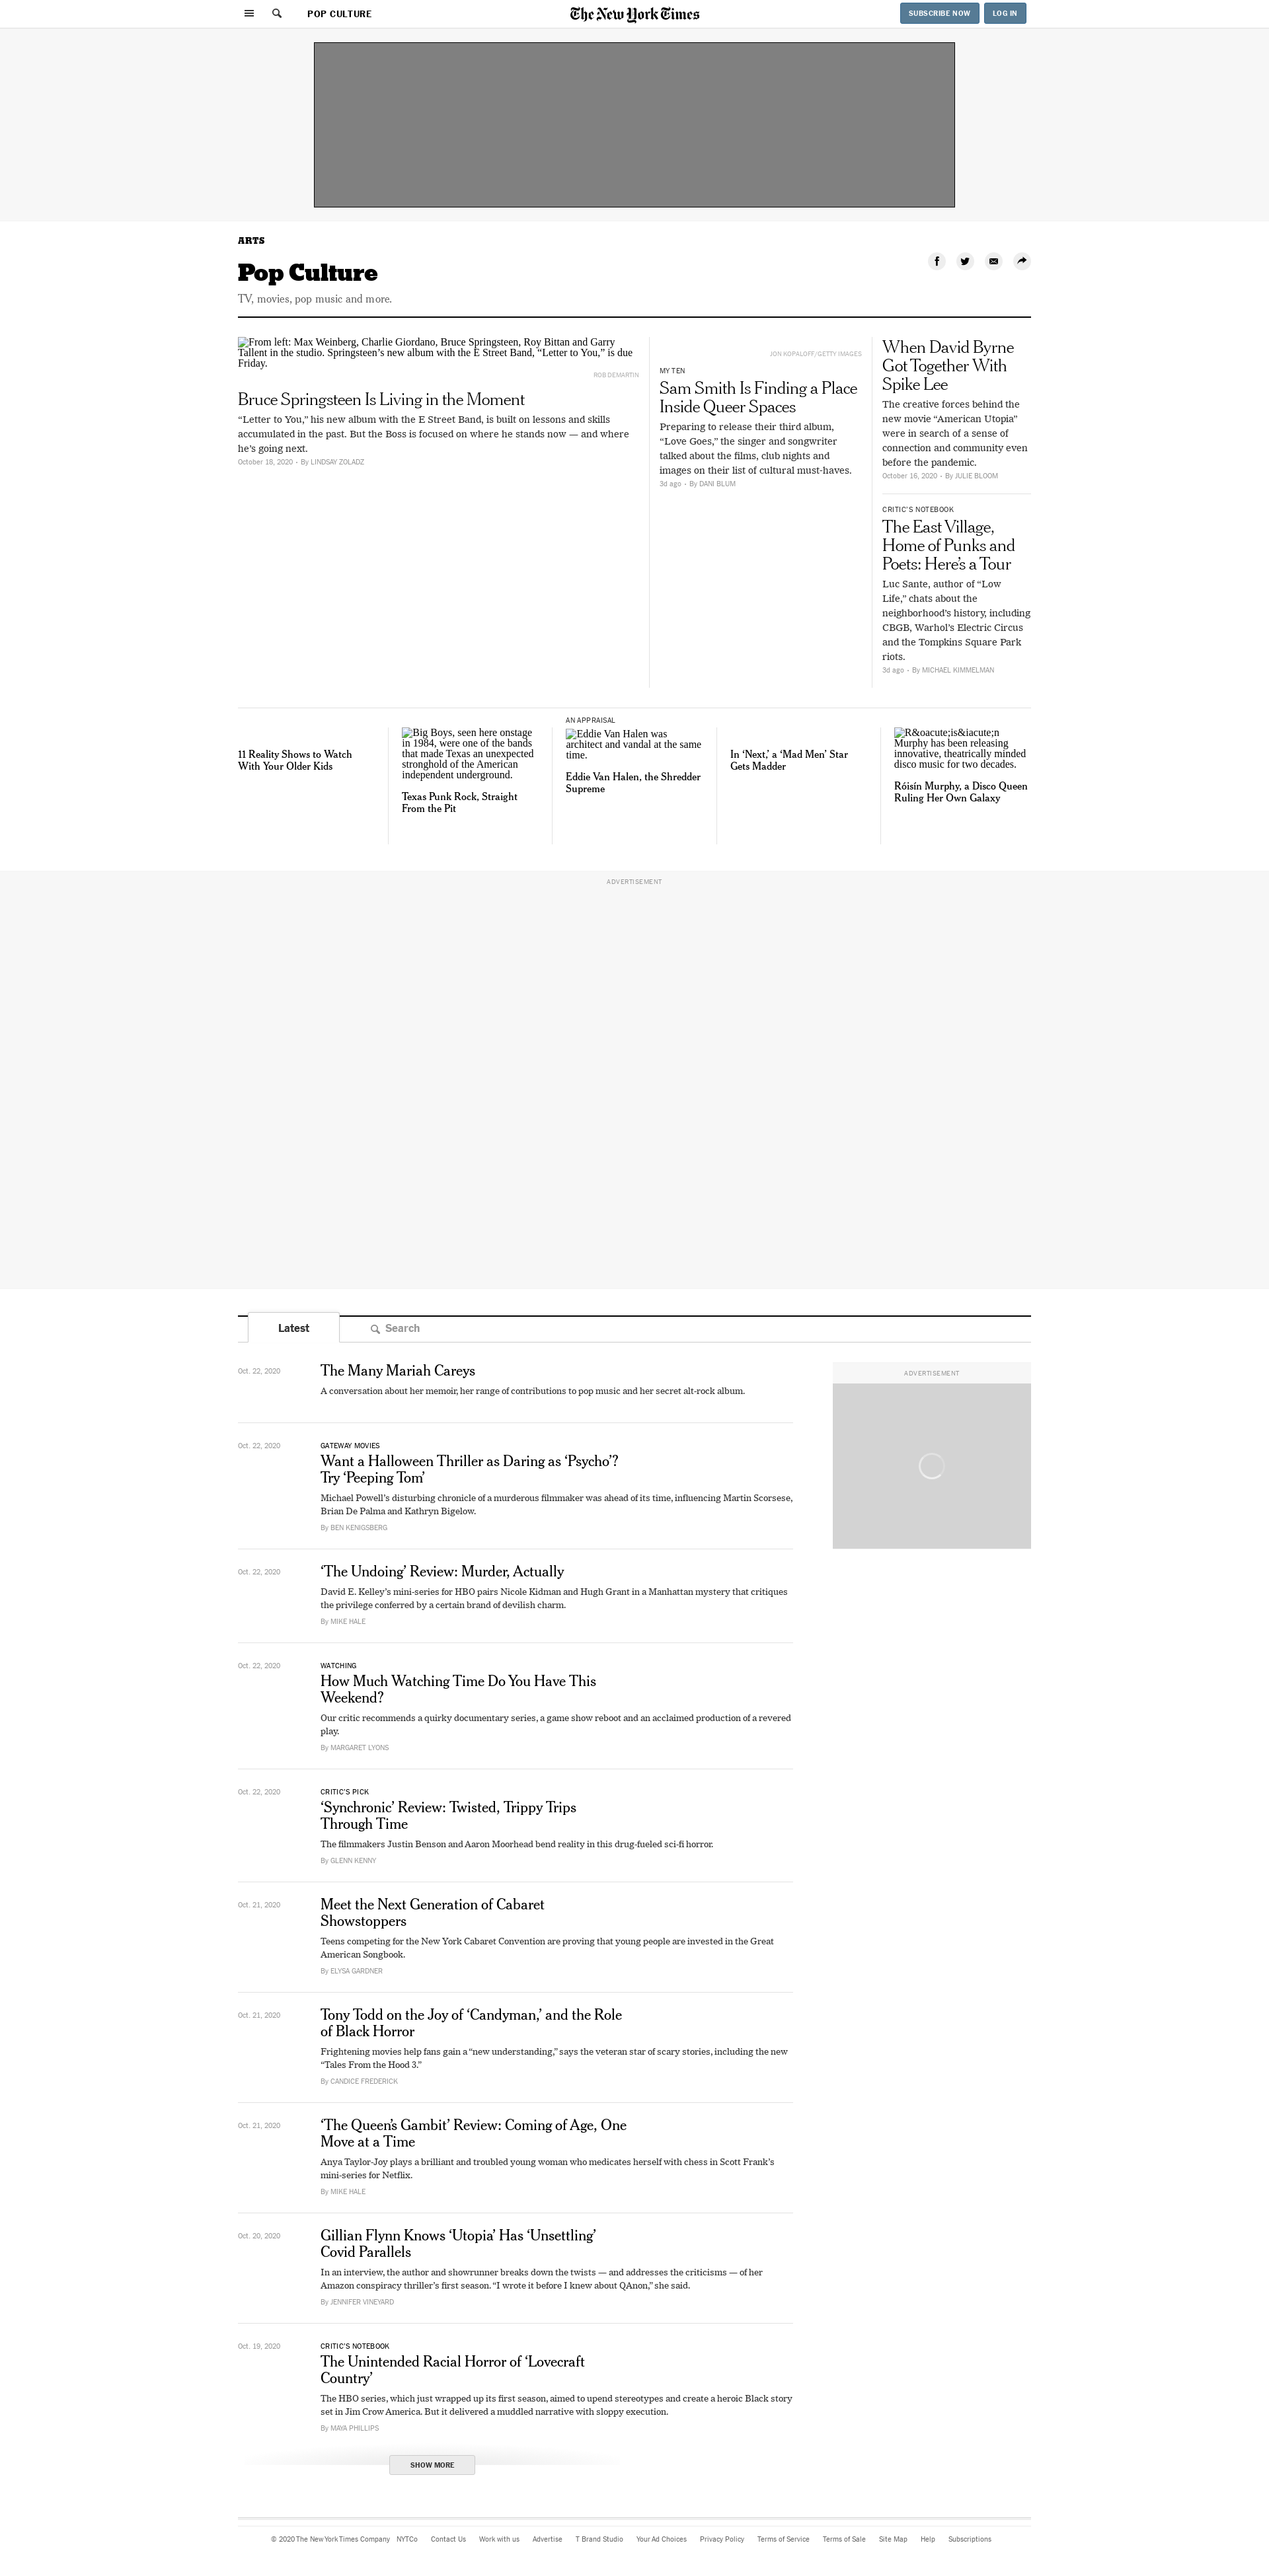 POP CULTURE
The New York Times
SUBSCRIBE NOW
LOG IN
ARTS
Pop Culture
TV, movies, pop music and more.
From left: Max Weinberg, Charlie Giordano, Bruce Springsteen, Roy Bittan and Garry
Tallent in the studio. Springsteen’s new album with the E Street Band, “Letter to You,” is due
Friday.
ROB DEMARTIN
Bruce Springsteen Is Living in the Moment
“Letter to You,” his new album with the E Street Band, is built on lessons and skills
accumulated in the past. But the Boss is focused on where he stands now — and where
he’s going next.
October 18, 2020 • By LINDSAY ZOLADZ
JON KOPALOFF/GETTY IMAGES
MY TEN
Sam Smith Is Finding a Place
Inside Queer Spaces
Preparing to release their third album,
“Love Goes,” the singer and songwriter
talked about the films, club nights and
images on their list of cultural must-haves.
3d ago • By DANI BLUM
When David Byrne
Got Together With
Spike Lee
The creative forces behind the
new movie “American Utopia”
were in search of a sense of
connection and community even
before the pandemic.
October 16, 2020 • By JULIE BLOOM
CRITIC’S NOTEBOOK
The East Village,
Home of Punks and
Poets: Here’s a Tour
Luc Sante, author of “Low
Life,” chats about the
neighborhood’s history, including
CBGB, Warhol’s Electric Circus
and the Tompkins Square Park
riots.
3d ago • By MICHAEL KIMMELMAN
11 Reality Shows to Watch
With Your Older Kids
Big Boys, seen here onstage
in 1984, were one of the bands
that made Texas an unexpected
stronghold of the American
independent underground.
Texas Punk Rock, Straight
From the Pit
AN APPRAISAL
Eddie Van Halen was
architect and vandal at the same
time.
Eddie Van Halen, the Shredder
Supreme
In ‘Next,’ a ‘Mad Men’ Star
Gets Madder
R&oacute;is&iacute;n
Murphy has been releasing
innovative, theatrically minded
disco music for two decades.
Róisín Murphy, a Disco Queen
Ruling Her Own Galaxy
ADVERTISEMENT
Latest
Search
Oct. 22, 2020
The Many Mariah Careys
A conversation about her memoir, her range of contributions to pop music and her secret alt-rock album.
ADVERTISEMENT
Oct. 22, 2020
GATEWAY MOVIES
Want a Halloween Thriller as Daring as ‘Psycho’?
Try ‘Peeping Tom’
Michael Powell’s disturbing chronicle of a murderous filmmaker was ahead of its time, influencing Martin Scorsese,
Brian De Palma and Kathryn Bigelow.
By BEN KENIGSBERG
Oct. 22, 2020
‘The Undoing’ Review: Murder, Actually
David E. Kelley’s mini-series for HBO pairs Nicole Kidman and Hugh Grant in a Manhattan mystery that critiques
the privilege conferred by a certain brand of devilish charm.
By MIKE HALE
Oct. 22, 2020
WATCHING
How Much Watching Time Do You Have This
Weekend?
Our critic recommends a quirky documentary series, a game show reboot and an acclaimed production of a revered
play.
By MARGARET LYONS
Oct. 22, 2020
CRITIC’S PICK
‘Synchronic’ Review: Twisted, Trippy Trips
Through Time
The filmmakers Justin Benson and Aaron Moorhead bend reality in this drug-fueled sci-fi horror.
By GLENN KENNY
Oct. 21, 2020
Meet the Next Generation of Cabaret
Showstoppers
Teens competing for the New York Cabaret Convention are proving that young people are invested in the Great
American Songbook.
By ELYSA GARDNER
Oct. 21, 2020
Tony Todd on the Joy of ‘Candyman,’ and the Role
of Black Horror
Frightening movies help fans gain a “new understanding,” says the veteran star of scary stories, including the new
“Tales From the Hood 3.”
By CANDICE FREDERICK
Oct. 21, 2020
‘The Queen’s Gambit’ Review: Coming of Age, One
Move at a Time
Anya Taylor-Joy plays a brilliant and troubled young woman who medicates herself with chess in Scott Frank’s
mini-series for Netflix.
By MIKE HALE
Oct. 20, 2020
Gillian Flynn Knows ‘Utopia’ Has ‘Unsettling’
Covid Parallels
In an interview, the author and showrunner breaks down the twists — and addresses the criticisms — of her
Amazon conspiracy thriller’s first season. “I wrote it before I knew about QAnon,” she said.
By JENNIFER VINEYARD
Oct. 19, 2020
CRITIC’S NOTEBOOK
The Unintended Racial Horror of ‘Lovecraft
Country’
The HBO series, which just wrapped up its first season, aimed to upend stereotypes and create a heroic Black story
set in Jim Crow America. But it delivered a muddled narrative with sloppy execution.
By MAYA PHILLIPS
SHOW MORE
© 2020 The New York Times Company NYTCo Contact Us Work with us Advertise T Brand Studio Your Ad Choices Privacy Policy Terms of Service Terms of Sale Site Map Help Subscriptions